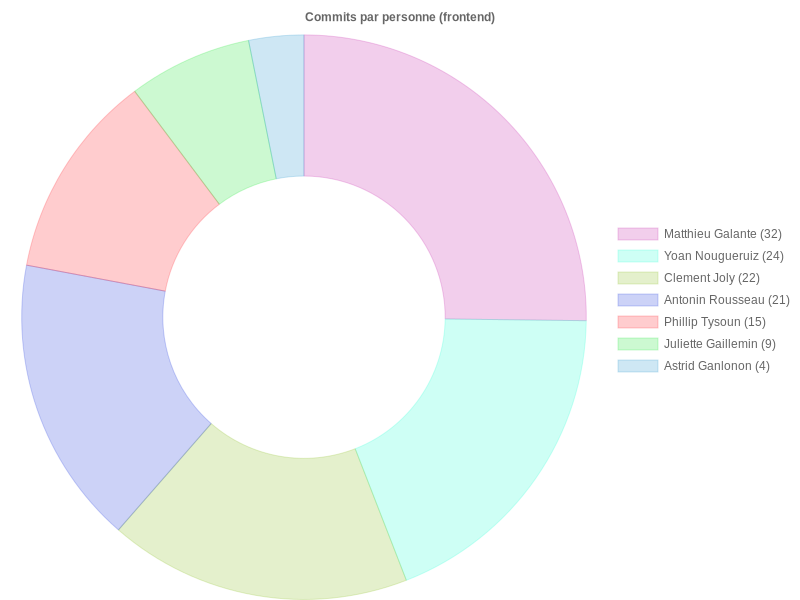 Commits par personne (frontend)
Matthieu Galante (32)
Yoan Nougueruiz (24)
Clement Joly (22)
Antonin Rousseau (21)
Phillip Tysoun (15)
Juliette Gaillemin (9)
Astrid Ganlonon (4)